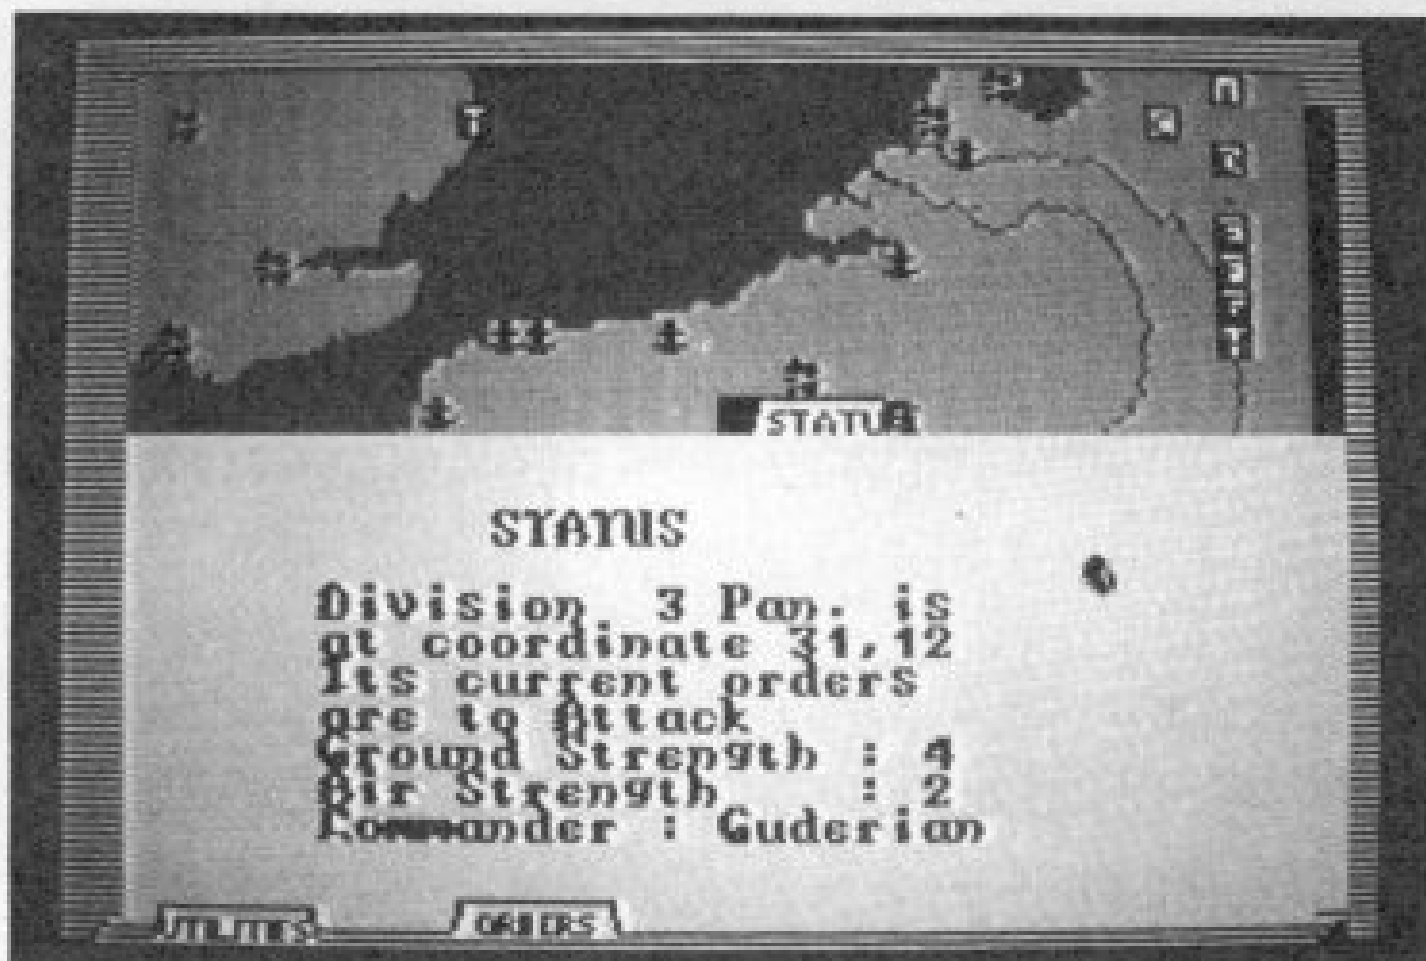 T
STATUS
STATUS
Division 3 Pan. is
at coordinate 31,12
Its current orders
are to Attack
Ground Strength : 4
Air Strength : 2
Commander : Guderian
UTILITIES
ORDERS